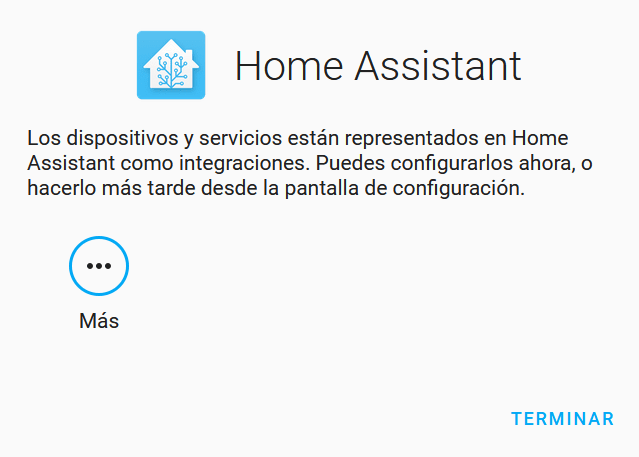 Home Assistant
Los dispositivos y servicios están representados en Home
Assistant como integraciones. Puedes configurarlos ahora, o
hacerlo más tarde desde la pantalla de configuración.
Más
TERMINAR